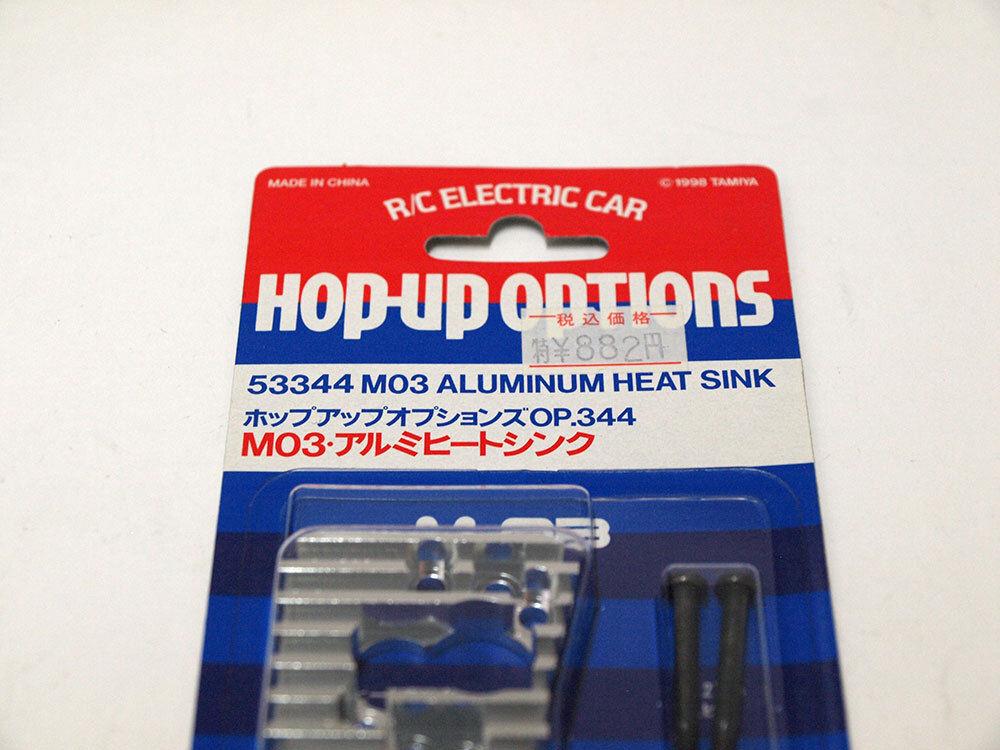 MADE IN CHINA
© 1998 TAMIYA
R/C ELECTRIC CAR
HOP-UP OPTIONS
税込価格
特価¥882円
53344 M03 ALUMINUM HEAT SINK
ホップアップオプションズOP.344
M03・アルミヒートシンク